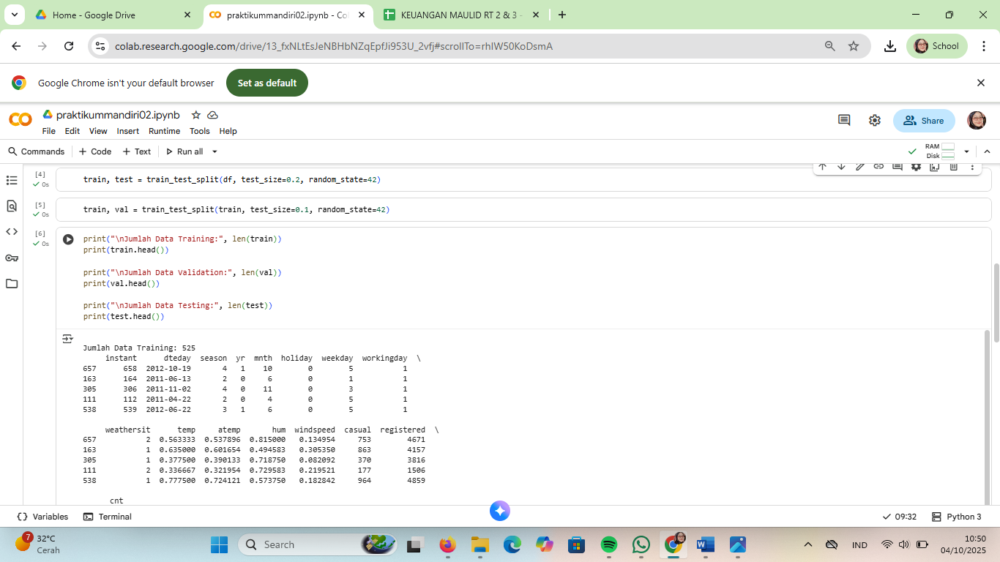 Home - Google Drive
praktikummandiri02.ipynb - Co
KEUANGAN MAULID RT 2 & 3 -
colab.research.google.com/drive/13_fxNLtEsJeNBHbNZqEpfJi953U_2vfj#scrollTo=rhIW50KoDsmA
School
Google Chrome isn't your default browser
Set as default
CO
praktikummandiri02.ipynb
File Edit View Insert Runtime Tools Help
Share
Commands + Code + Text Run all
RAM
Disk
[4]
0s
train, test = train_test_split(df, test_size=0.2, random_state=42)
[5]
0s
train, val = train_test_split(train, test_size=0.1, random_state=42)
[6]
0s
print("\nJumlah Data Training:", len(train))
print(train.head())
print("\nJumlah Data Validation:", len(val))
print(val.head())
print("\nJumlah Data Testing:", len(test))
print(test.head())
Jumlah Data Training: 525
instant dteday season yr mnth holiday weekday workingday \
657 658 2012-10-19 4 1 10 0 5 1
163 164 2011-06-13 2 0 6 0 1 1
305 306 2011-11-02 4 0 11 0 3 1
111 112 2011-04-22 2 0 4 0 5 1
538 539 2012-06-22 3 1 6 0 5 1
weathersit temp atemp hum windspeed casual registered \
657 2 0.563333 0.537896 0.815000 0.134954 753 4671
163 1 0.635000 0.601654 0.494583 0.305350 863 4157
305 1 0.377500 0.390133 0.718750 0.082092 370 3816
111 2 0.336667 0.321954 0.729583 0.219521 177 1506
538 1 0.777500 0.724121 0.573750 0.182842 964 4859
cnt
Variables Terminal
09:32 Python 3
7
32°C
Cerah
Search
IND
10:50
04/10/2025